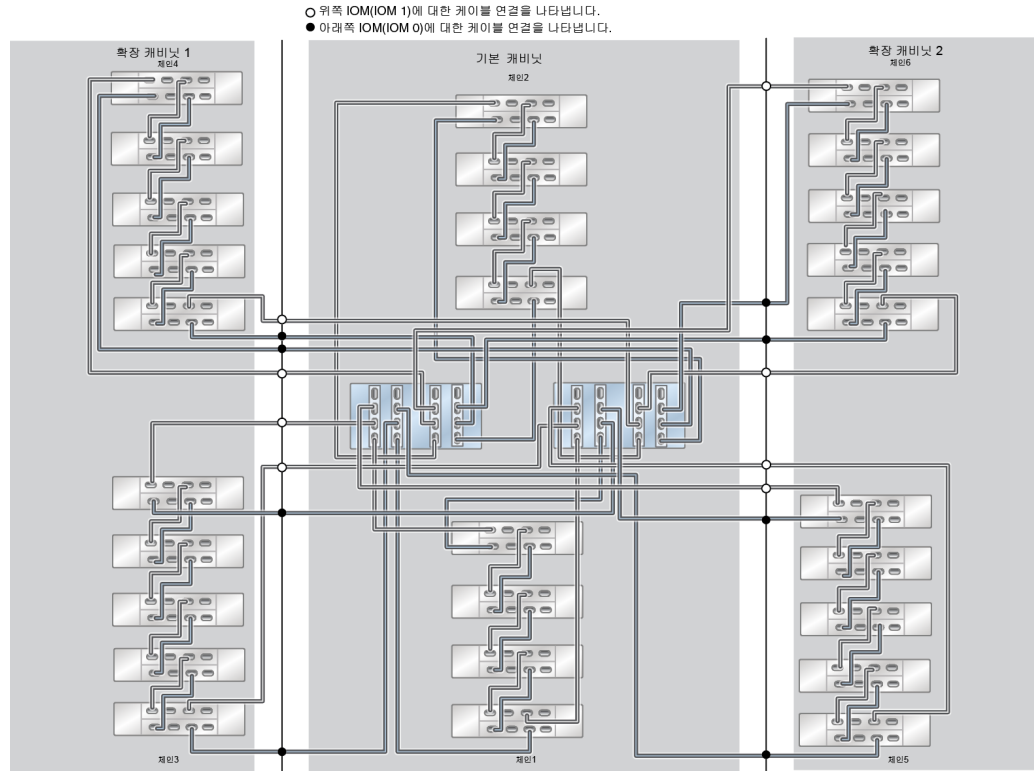 위쪽 IOM(IOM 1)에 대한 케이블 연결을 나타냅니다.
아래쪽 IOM(IOM 0)에 대한 케이블 연결을 나타냅니다.
확장 캐비닛 1
체인4
기본 캐비닛
체인2
확장 캐비닛 2
체인6
체인3
체인1
체인5